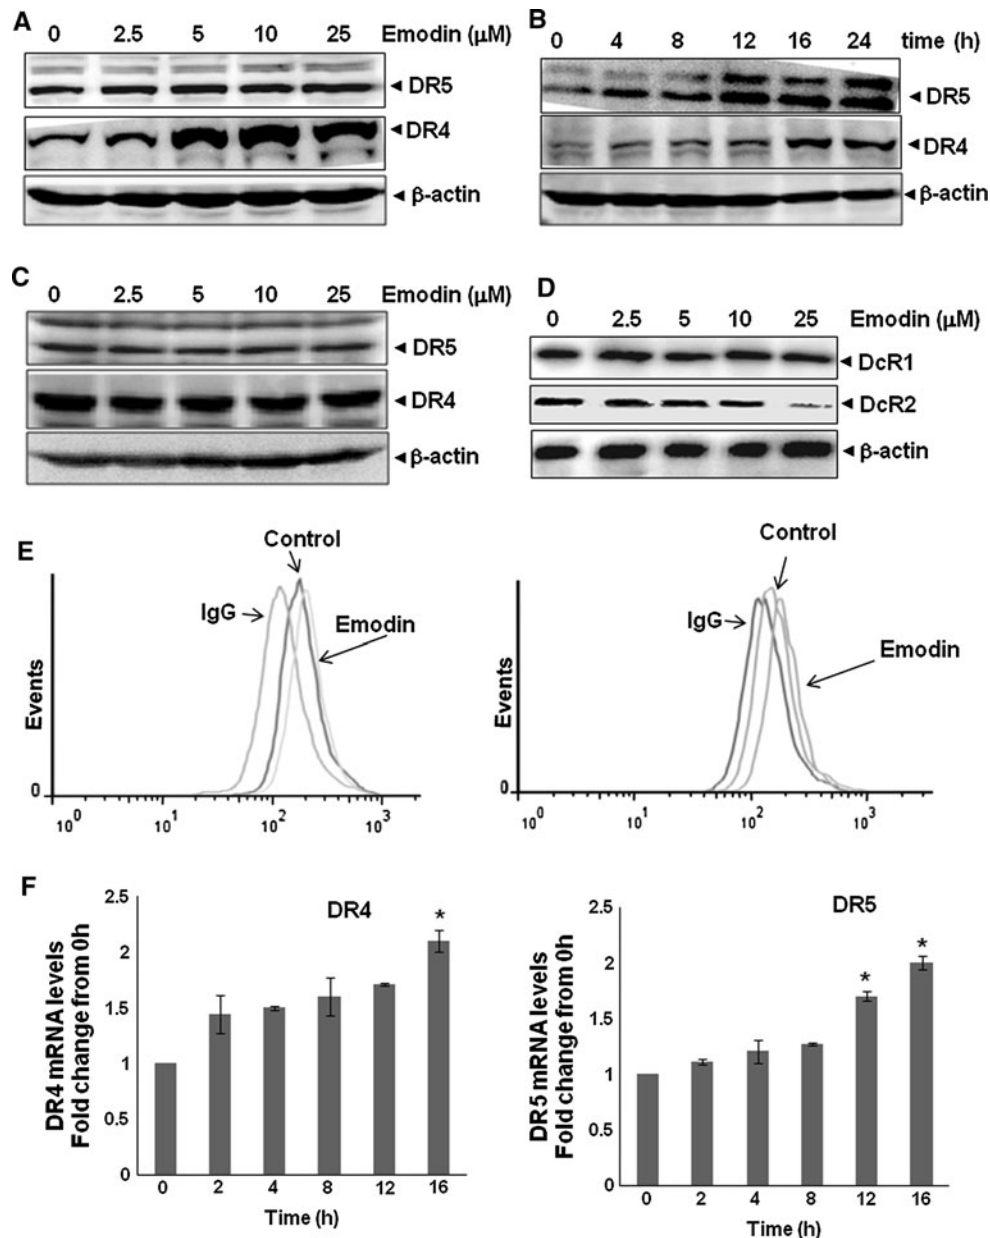 A
0 2.5 5 10 25 Emodin (μM)
DR5
DR4
β-actin
B
0 4 8 12 16 24 time (h)
DR5
DR4
β-actin
C
0 2.5 5 10 25 Emodin (μM)
DR5
DR4
β-actin
D
0 2.5 5 10 25 Emodin (μM)
DcR1
DcR2
β-actin
E
Control
IgG
Emodin
Events
0
10⁰ 10¹ 10² 10³
Control
IgG
Emodin
Events
0
10⁰ 10¹ 10² 10³
F
DR4
DR4 mRNA levels
Fold change from 0h
2.5
2
1.5
1
0.5
0
*
0 2 4 8 12 16
Time (h)
DR5
DR5 mRNA levels
Fold change from 0h
2.5
2
1.5
1
0.5
0
* *
0 2 4 8 12 16
Time (h)